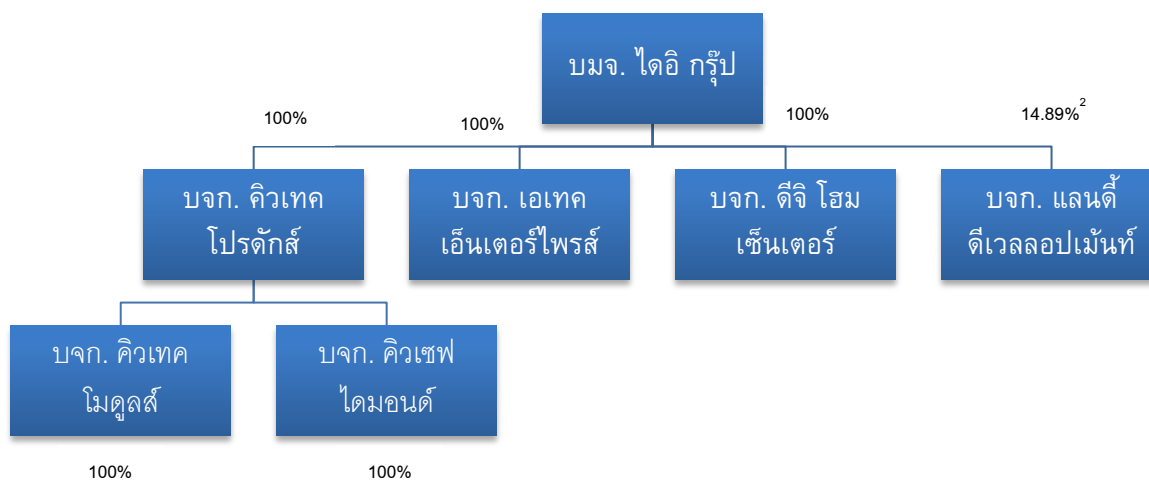 บมจ. ไดอิ กรุ๊ป
100%
100%
100%
14.89%²
บจก. คิวเทค
โปรดักส์
บจก. เอเทค
เอ็นเตอร์ไพรส์
บจก. ดีจิ โฮม
เซ็นเตอร์
บจก. แลนดี้
ดีเวลลอปเม้นท์
บจก. คิวเทค
โมดูลส์
บจก. คิวเซฟ
ไดมอนด์
100%
100%